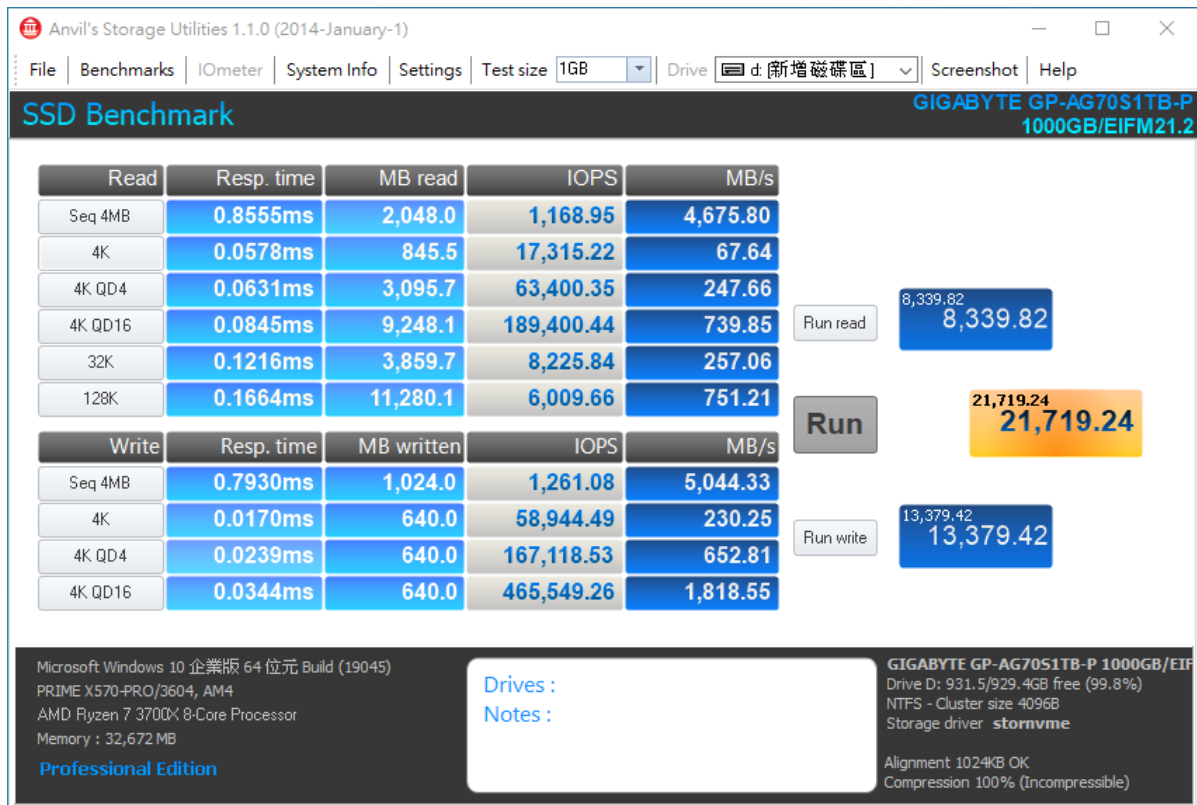 Anvil's Storage Utilities 1.1.0 (2014-January-1)
File Benchmarks IOmeter System Info Settings Test size 1GB Drive d: [新增磁碟區] Screenshot Help
SSD Benchmark
GIGABYTE GP-AG70S1TB-P
1000GB/EIFM21.2
Read Resp. time MB read IOPS MB/s
Seq 4MB 0.8555ms 2,048.0 1,168.95 4,675.80
4K 0.0578ms 845.5 17,315.22 67.64
4K QD4 0.0631ms 3,095.7 63,400.35 247.66
4K QD16 0.0845ms 9,248.1 189,400.44 739.85
32K 0.1216ms 3,859.7 8,225.84 257.06
128K 0.1664ms 11,280.1 6,009.66 751.21
Run read
8,339.82
8,339.82
Run
21,719.24
21,719.24
Write Resp. time MB written IOPS MB/s
Seq 4MB 0.7930ms 1,024.0 1,261.08 5,044.33
4K 0.0170ms 640.0 58,944.49 230.25
4K QD4 0.0239ms 640.0 167,118.53 652.81
4K QD16 0.0344ms 640.0 465,549.26 1,818.55
Run write
13,379.42
13,379.42
Microsoft Windows 10 企業版 64 位元 Build (19045)
PRIME X570-PRO/3604, AM4
AMD Ryzen 7 3700X 8-Core Processor
Memory : 32,672 MB
Professional Edition
Drives :
Notes :
GIGABYTE GP-AG70S1TB-P 1000GB/EIF
Drive D: 931.5/929.4GB free (99.8%)
NTFS - Cluster size 4096B
Storage driver stornvme
Alignment 1024KB OK
Compression 100% (Incompressible)